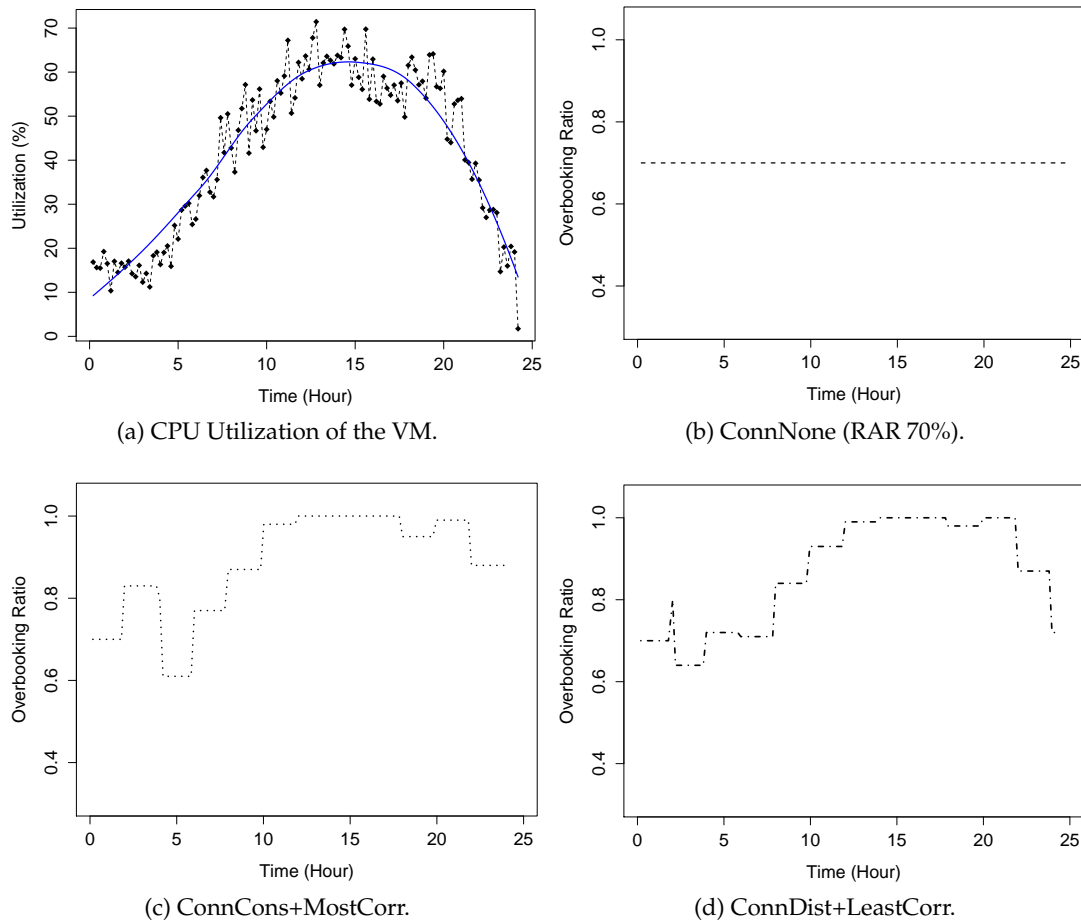 Utilization (%)
0 10 20 30 40 50 60 70
0 5 10 15 20 25
Time (Hour)
(a) CPU Utilization of the VM.
Overbooking Ratio
0.4 0.6 0.8 1.0
0 5 10 15 20 25
Time (Hour)
(b) ConnNone (RAR 70%).
Overbooking Ratio
0.4 0.6 0.8 1.0
0 5 10 15 20 25
Time (Hour)
(c) ConnCons+MostCorr.
Overbooking Ratio
0.4 0.6 0.8 1.0
0 5 10 15 20 25
Time (Hour)
(d) ConnDist+LeastCorr.